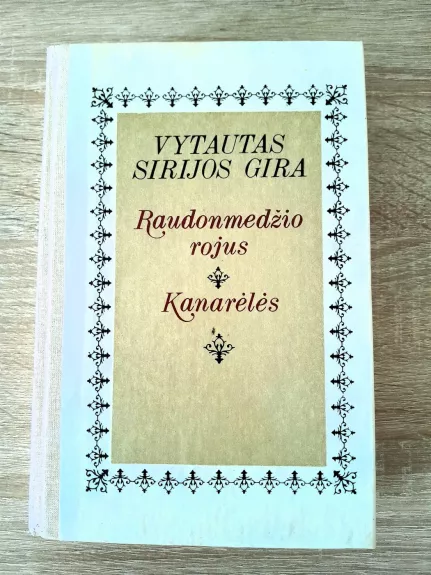 VYTAUTAS
SIRIJOS GIRA
Raudonmedžio
rojus
Kanarėlės